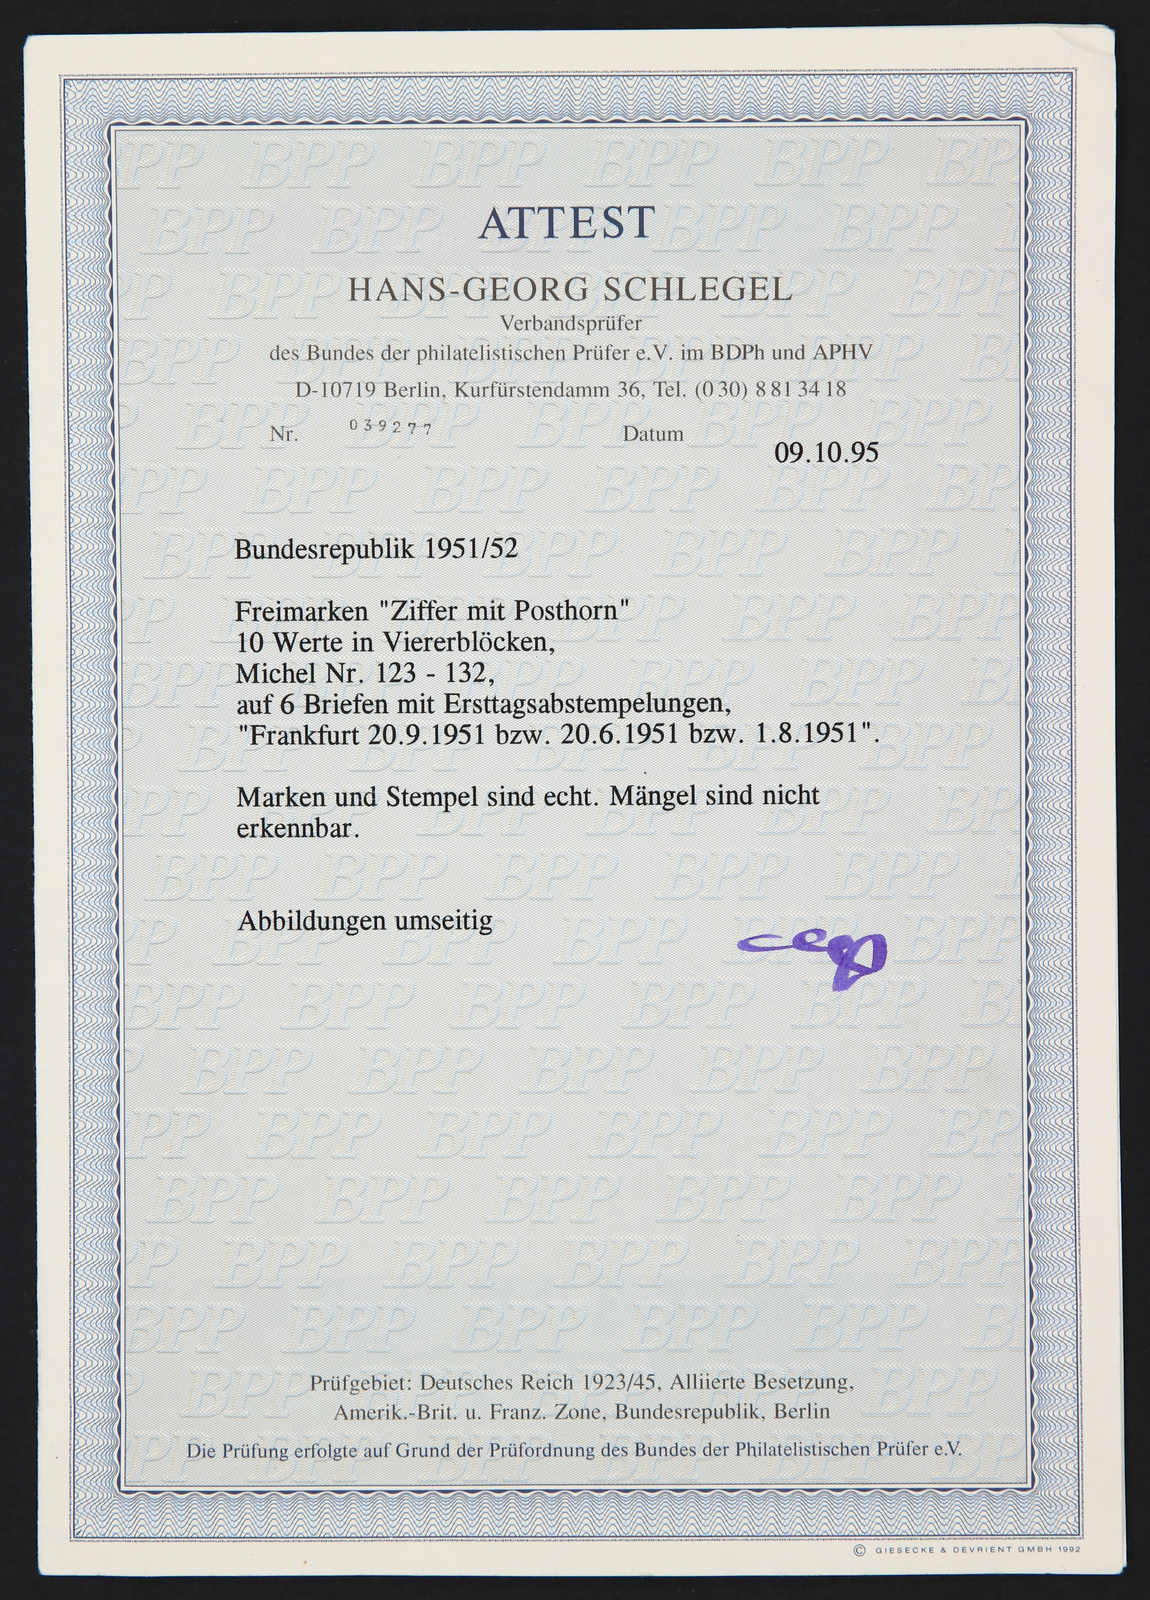 ATTEST
HANS-GEORG SCHLEGEL
Verbandsprüfer
des Bundes der philatelistischen Prüfer e.V. im BDPh und APHV
D-10719 Berlin, Kurfürstendamm 36, Tel. (030) 8 81 34 18
Nr. 039277 Datum 09.10.95
Bundesrepublik 1951/52
Freimarken "Ziffer mit Posthorn"
10 Werte in Viererblöcken,
Michel Nr. 123 - 132,
auf 6 Briefen mit Ersttagsabstempelungen,
"Frankfurt 20.9.1951 bzw. 20.6.1951 bzw. 1.8.1951".
Marken und Stempel sind echt. Mängel sind nicht
erkennbar.
Abbildungen umseitig
Prüfgebiet: Deutsches Reich 1923/45, Alliierte Besetzung,
Amerik.-Brit. u. Franz. Zone, Bundesrepublik, Berlin
Die Prüfung erfolgte auf Grund der Prüfordnung des Bundes der Philatelistischen Prüfer e.V.
© GIESECKE & DEVRIENT GMBH 1992